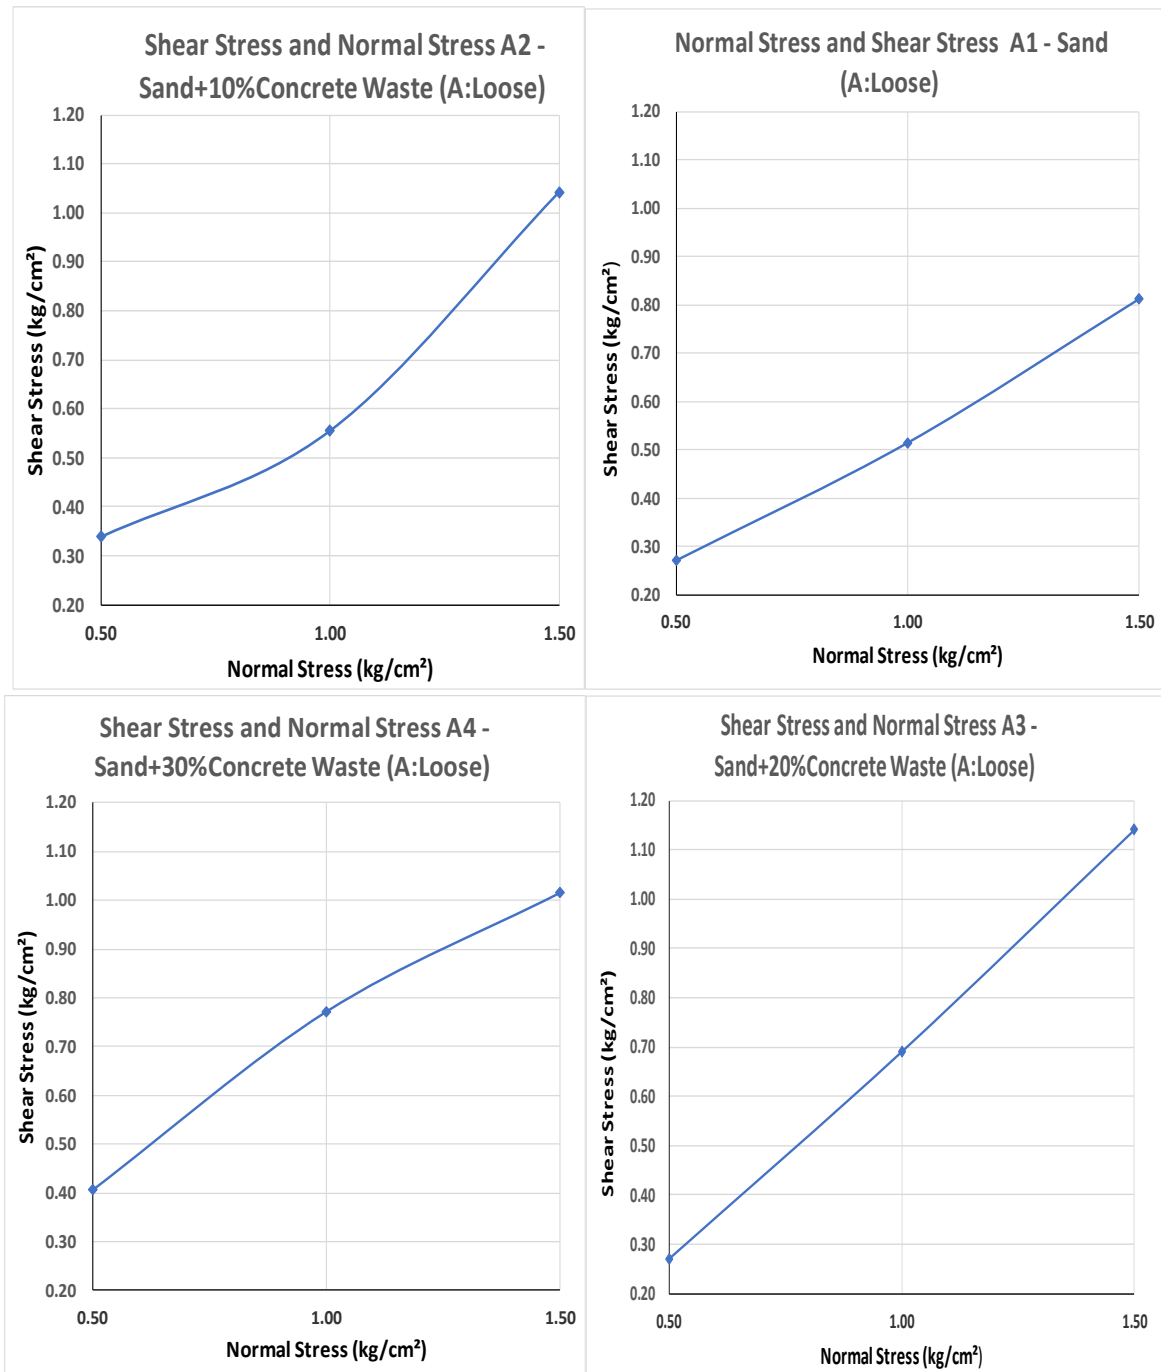 Shear Stress and Normal Stress A2 -
Sand+10%Concrete Waste (A:Loose)
1.20
1.10
1.00
0.90
0.80
0.70
0.60
0.50
0.40
0.30
0.20
Shear Stress (kg/cm²)
0.50 1.00 1.50
Normal Stress (kg/cm²)
Normal Stress and Shear Stress A1 - Sand
(A:Loose)
1.20
1.10
1.00
0.90
0.80
0.70
0.60
0.50
0.40
0.30
0.20
Shear Stress (kg/cm²)
0.50 1.00 1.50
Normal Stress (kg/cm²)
Shear Stress and Normal Stress A4 -
Sand+30%Concrete Waste (A:Loose)
1.20
1.10
1.00
0.90
0.80
0.70
0.60
0.50
0.40
0.30
0.20
Shear Stress (kg/cm²)
0.50 1.00 1.50
Normal Stress (kg/cm²)
Shear Stress and Normal Stress A3 -
Sand+20%Concrete Waste (A:Loose)
1.20
1.10
1.00
0.90
0.80
0.70
0.60
0.50
0.40
0.30
0.20
Shear Stress (kg/cm²)
0.50 1.00 1.50
Normal Stress (kg/cm²)